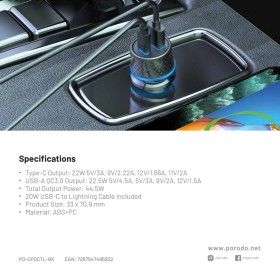 Specifications
• Type-C Output: 22W 5V/3A, 9V/2.22A, 12V/1.66A, 11V/2A
• USB-A QC3.0 Output: 22.5W 5V/4.5A, 5V/3A, 9V/2A, 12V/1.5A
• Total Output Power: 44.5W
• 20W USB-C to Lightning Cable Included
• Product Size: 33 x 70.9 mm
• Material: ABS+PC
www.porodo.net